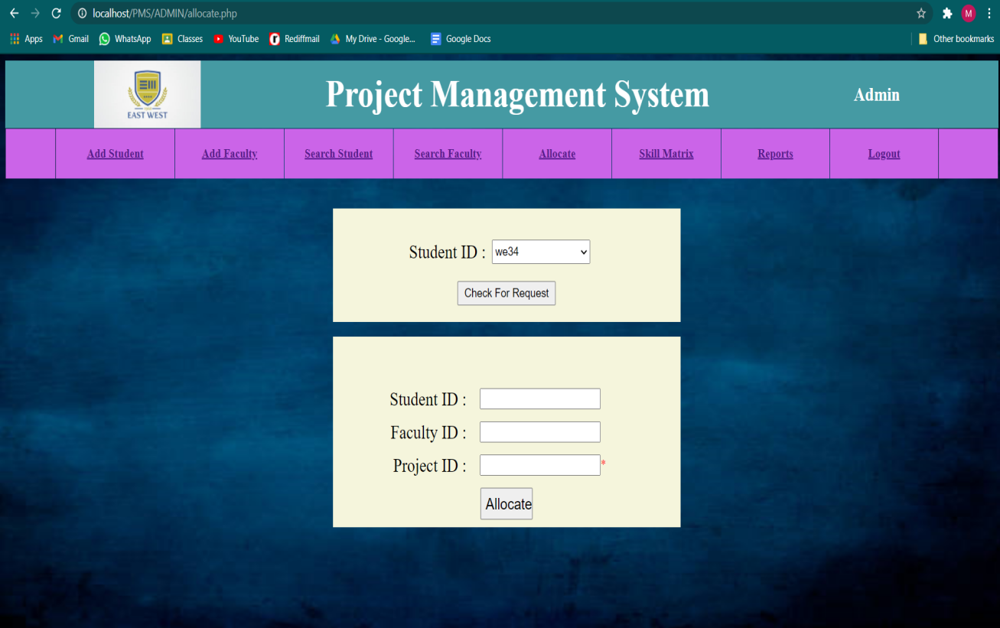 localhost/PMS/ADMIN/allocate.php
M
Apps Gmail WhatsApp Classes YouTube Rediffmail My Drive - Google... Google Docs Other bookmarks
EAST WEST
Project Management System
Admin
Add Student Add Faculty Search Student Search Faculty Allocate Skill Matrix Reports Logout
Student ID : we34
Check For Request
Student ID :
Faculty ID :
Project ID : *
Allocate